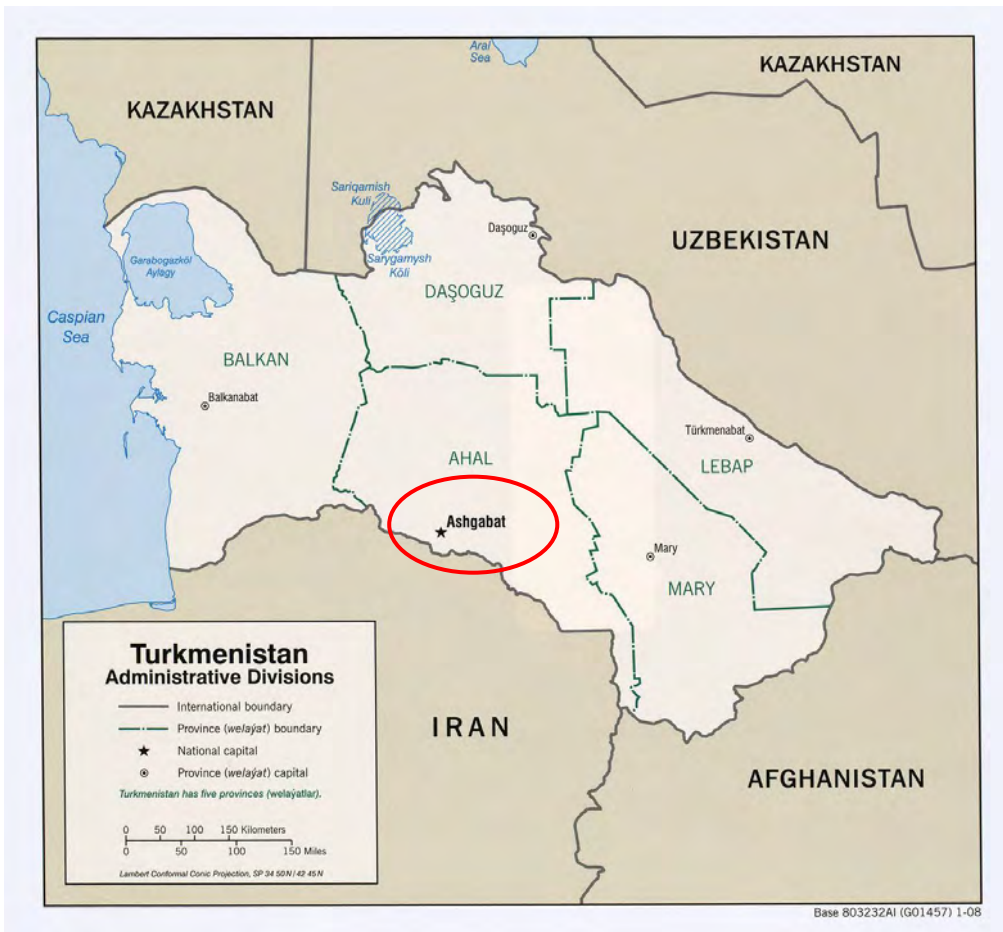 Aral
Sea
KAZAKHSTAN
KAZAKHSTAN
Sariqamish
Kuli
Daşoguz
UZBEKISTAN
Garabogazköl
Aylagy
Sarygamysh
Köli
DAŞOGUZ
Caspian
Sea
BALKAN
Balkanabat
Türkmenabat
AHAL
LEBAP
Ashgabat
Mary
MARY
Turkmenistan
Administrative Divisions
International boundary
Province (welaýat) boundary
National capital
Province (welaýat) capital
Turkmenistan has five provinces (welaýatlar).
0 50 100 150 Kilometers
0 50 100 150 Miles
Lambert Conformal Conic Projection, SP 34 50N / 42 45N
IRAN
AFGHANISTAN
Base 803232AI (G01457) 1-08